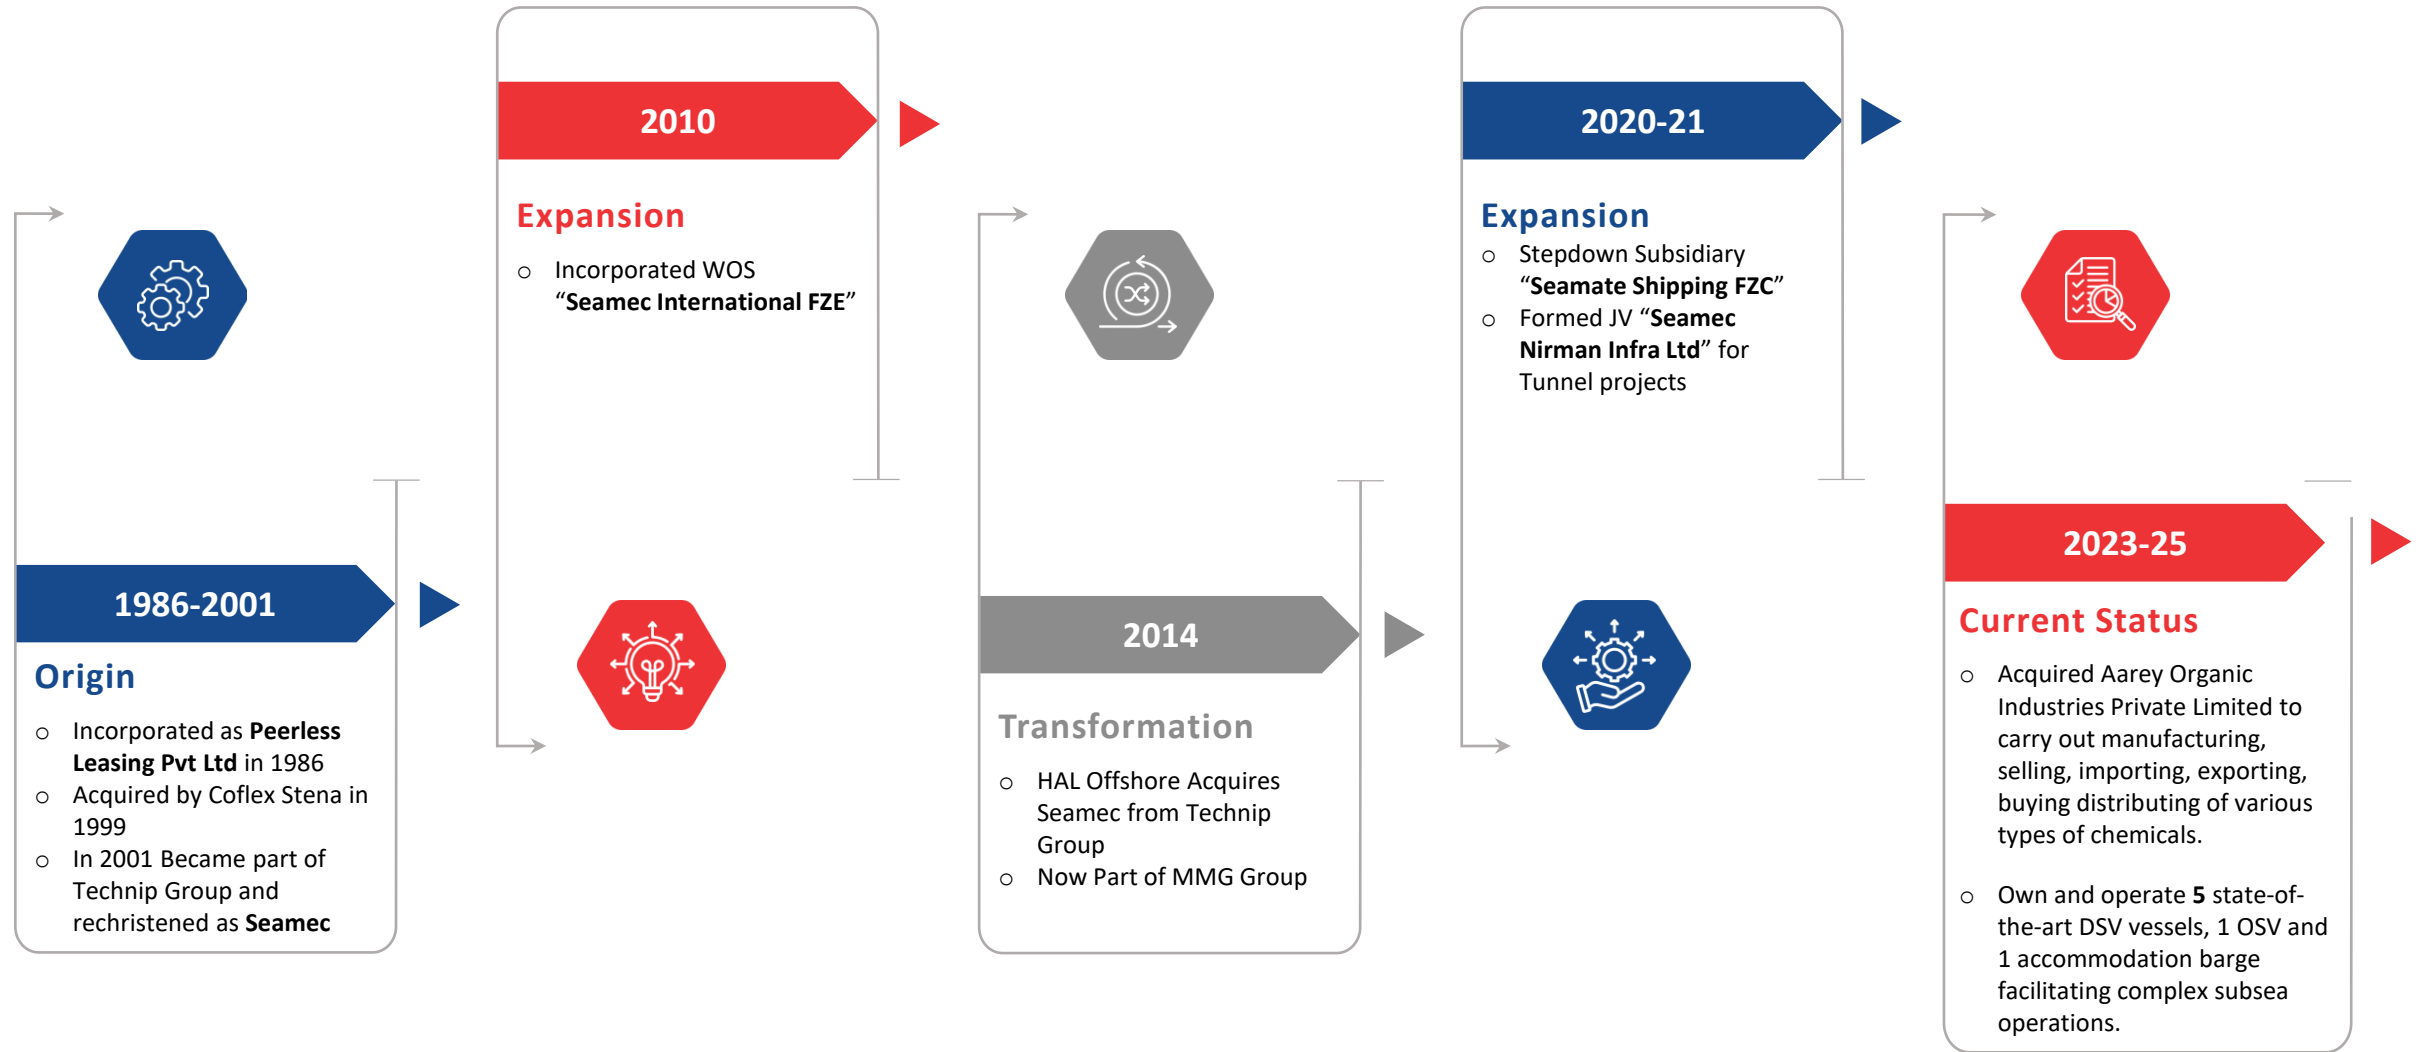 1986-2001
Origin
o Incorporated as Peerless
Leasing Pvt Ltd in 1986
o Acquired by Coflex Stena in
1999
o In 2001 Became part of
Technip Group and
rechristened as Seamec
2010
Expansion
o Incorporated WOS
“Seamec International FZE”
2014
Transformation
o HAL Offshore Acquires
Seamec from Technip
Group
o Now Part of MMG Group
2020-21
Expansion
o Stepdown Subsidiary
“Seamate Shipping FZC”
o Formed JV “Seamec
Nirman Infra Ltd” for
Tunnel projects
2023-25
Current Status
o Acquired Aarey Organic
Industries Private Limited to
carry out manufacturing,
selling, importing, exporting,
buying distributing of various
types of chemicals.
o Own and operate 5 state-of-
the-art DSV vessels, 1 OSV and
1 accommodation barge
facilitating complex subsea
operations.